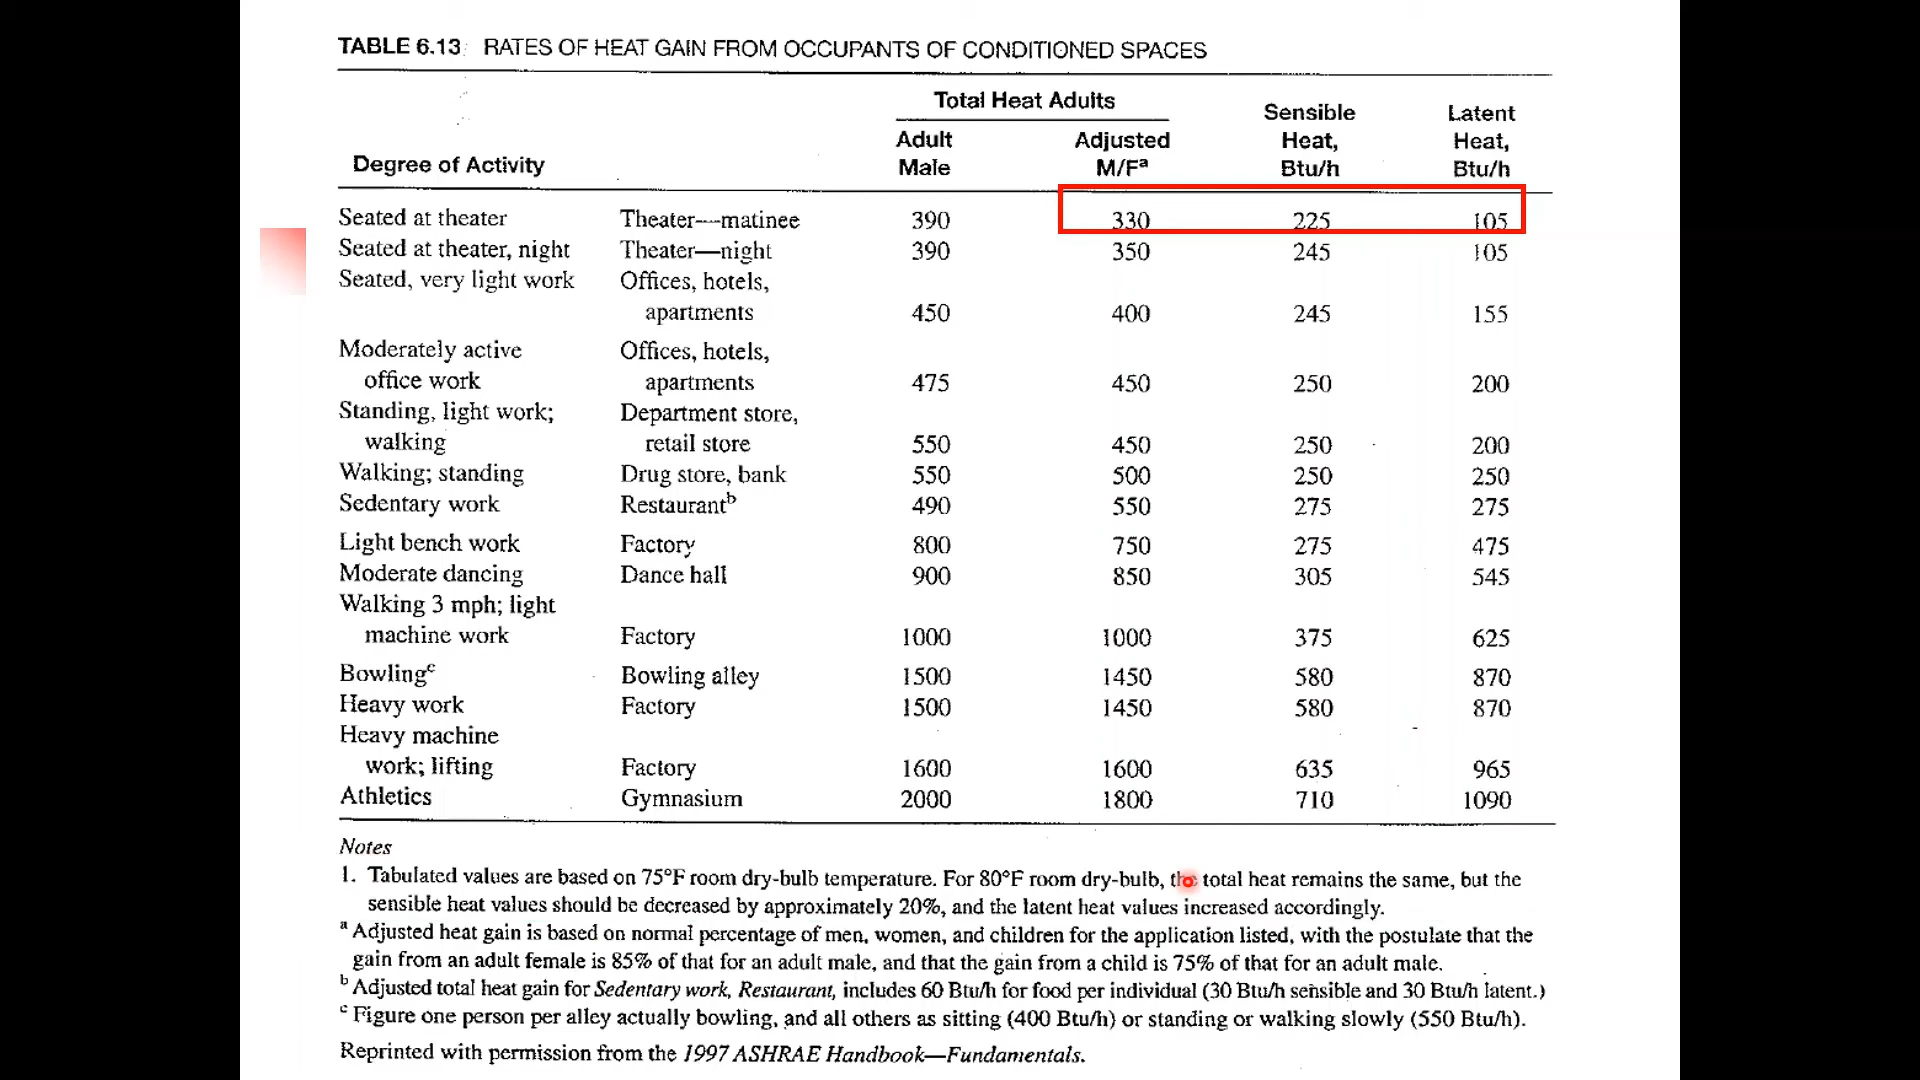 TABLE 6.13 RATES OF HEAT GAIN FROM OCCUPANTS OF CONDITIONED SPACES
Total Heat Adults
Degree of Activity Adult Male Adjusted M/Fᵃ Sensible Heat, Btu/h Latent Heat, Btu/h
Seated at theater Theater—matinee 390 330 225 105
Seated at theater, night Theater—night 390 350 245 105
Seated, very light work Offices, hotels,
apartments 450 400 245 155
Moderately active Offices, hotels,
office work apartments 475 450 250 200
Standing, light work; Department store,
walking retail store 550 450 250 200
Walking; standing Drug store, bank 550 500 250 250
Sedentary work Restaurantᵇ 490 550 275 275
Light bench work Factory 800 750 275 475
Moderate dancing Dance hall 900 850 305 545
Walking 3 mph; light
machine work Factory 1000 1000 375 625
Bowlingᶜ Bowling alley 1500 1450 580 870
Heavy work Factory 1500 1450 580 870
Heavy machine
work; lifting Factory 1600 1600 635 965
Athletics Gymnasium 2000 1800 710 1090
Notes
1. Tabulated values are based on 75°F room dry-bulb temperature. For 80°F room dry-bulb, the total heat remains the same, but the
sensible heat values should be decreased by approximately 20%, and the latent heat values increased accordingly.
ᵃ Adjusted heat gain is based on normal percentage of men, women, and children for the application listed, with the postulate that the
gain from an adult female is 85% of that for an adult male, and that the gain from a child is 75% of that for an adult male.
ᵇ Adjusted total heat gain for Sedentary work, Restaurant, includes 60 Btu/h for food per individual (30 Btu/h sensible and 30 Btu/h latent.)
ᶜ Figure one person per alley actually bowling, and all others as sitting (400 Btu/h) or standing or walking slowly (550 Btu/h).
Reprinted with permission from the 1997 ASHRAE Handbook—Fundamentals.